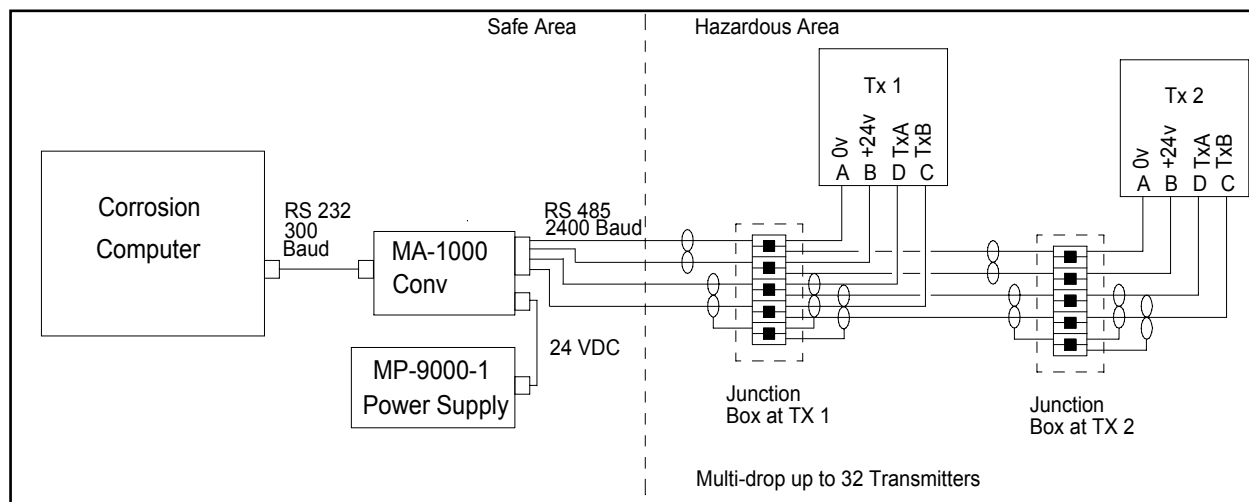 Safe Area
Hazardous Area
Tx 1
0v +24v TxA TxB
A B D C
Tx 2
0v +24v TxA TxB
A B D C
Corrosion
Computer
RS 232
300
Baud
MA-1000
Conv
RS 485
2400 Baud
24 VDC
MP-9000-1
Power Supply
Junction
Box at TX 1
Junction
Box at TX 2
Multi-drop up to 32 Transmitters